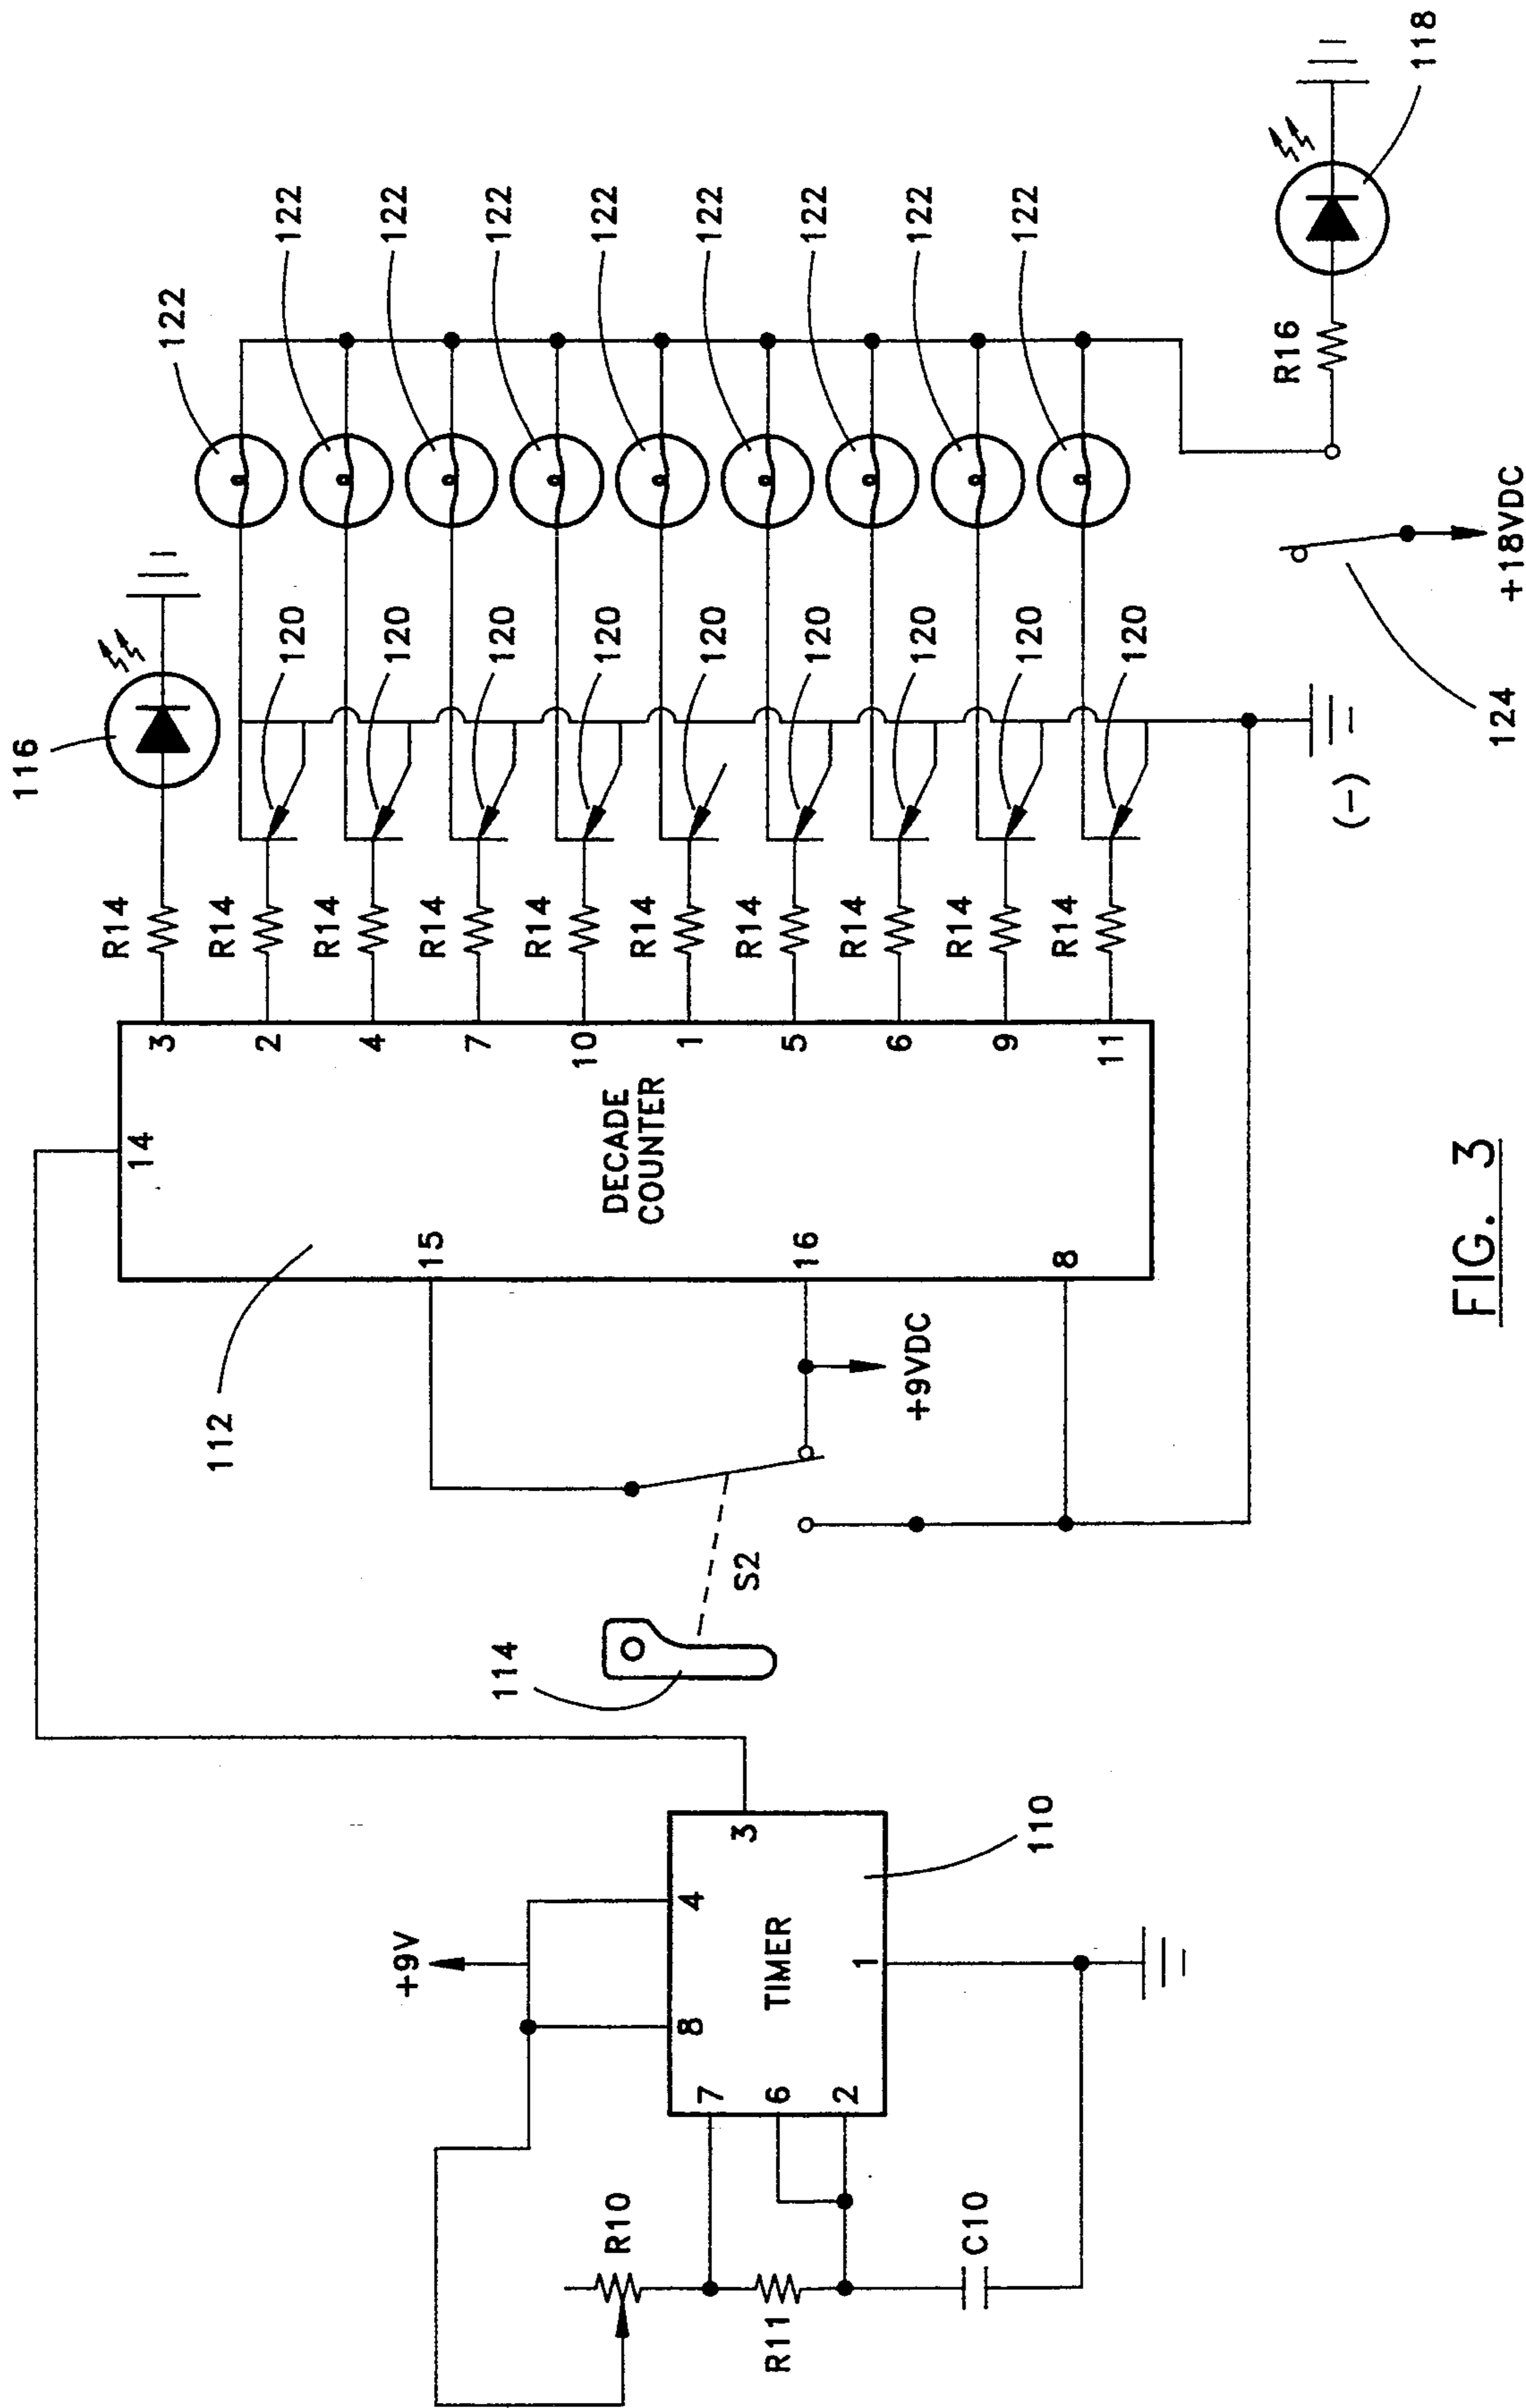 +9V
R10
R11
C10
7
6
2
8
4
3
1
TIMER
110
114
S2
112
14
15
16
8
DECADE
COUNTER
+9VDC
3
2
4
7
10
1
5
6
9
11
R14
R14
R14
R14
R14
R14
R14
R14
R14
R14
116
120
120
120
120
120
120
120
120
120
122
122
122
122
122
122
122
122
122
(-)
124
+18VDC
R16
118
FIG. 3